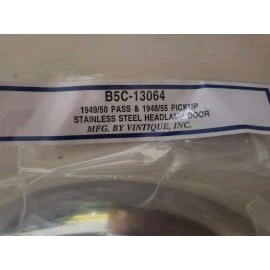 B5C-13064
1949/50 PASS & 1948/55 PICKUP
STAINLESS STEEL HEADLAMP DOOR
MFG. BY VINTIQUE, INC.